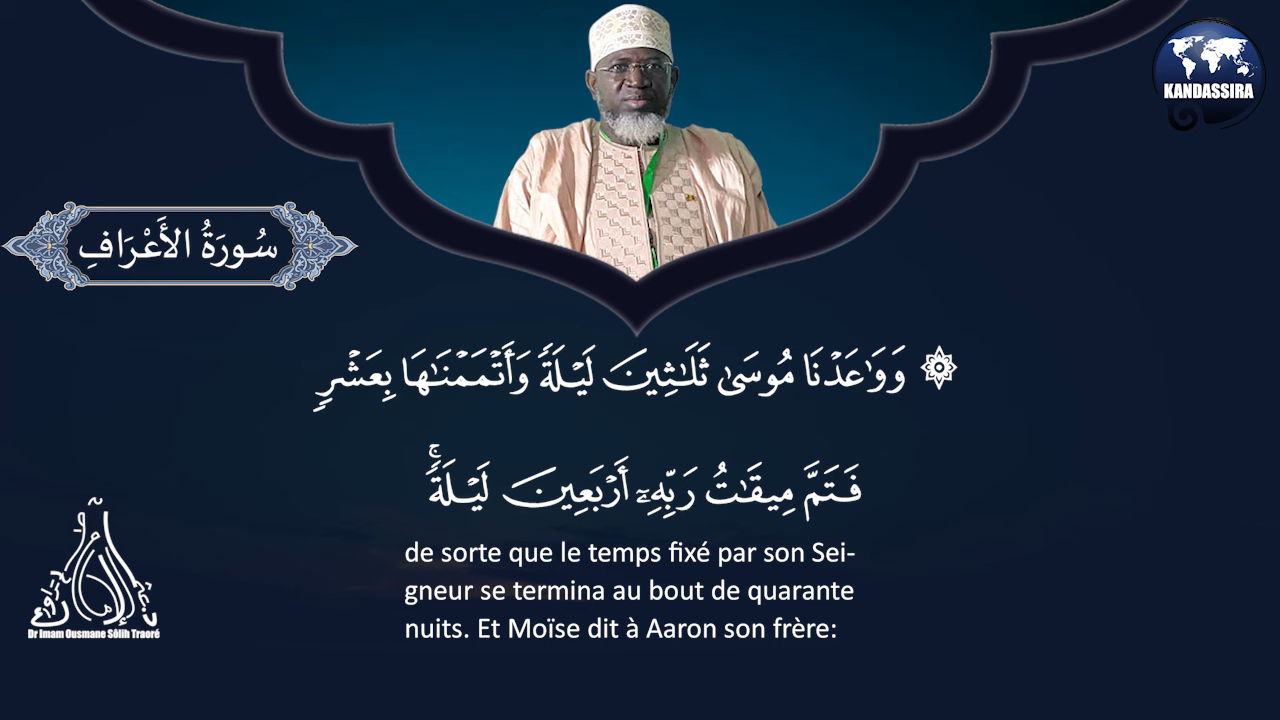 KANDASSIRA
سُورَةُ الأَعْرَافِ
۞ وَوَٰعَدْنَا مُوسَىٰ ثَلَٰثِينَ لَيْلَةً وَأَتْمَمْنَٰهَا بِعَشْرٍ
فَتَمَّ مِيقَٰتُ رَبِّهِۦٓ أَرْبَعِينَ لَيْلَةً ۚ
de sorte que le temps fixé par son Sei-
gneur se termina au bout de quarante
nuits. Et Moïse dit à Aaron son frère:
Dr Imam Ousmane Sôlih Traoré